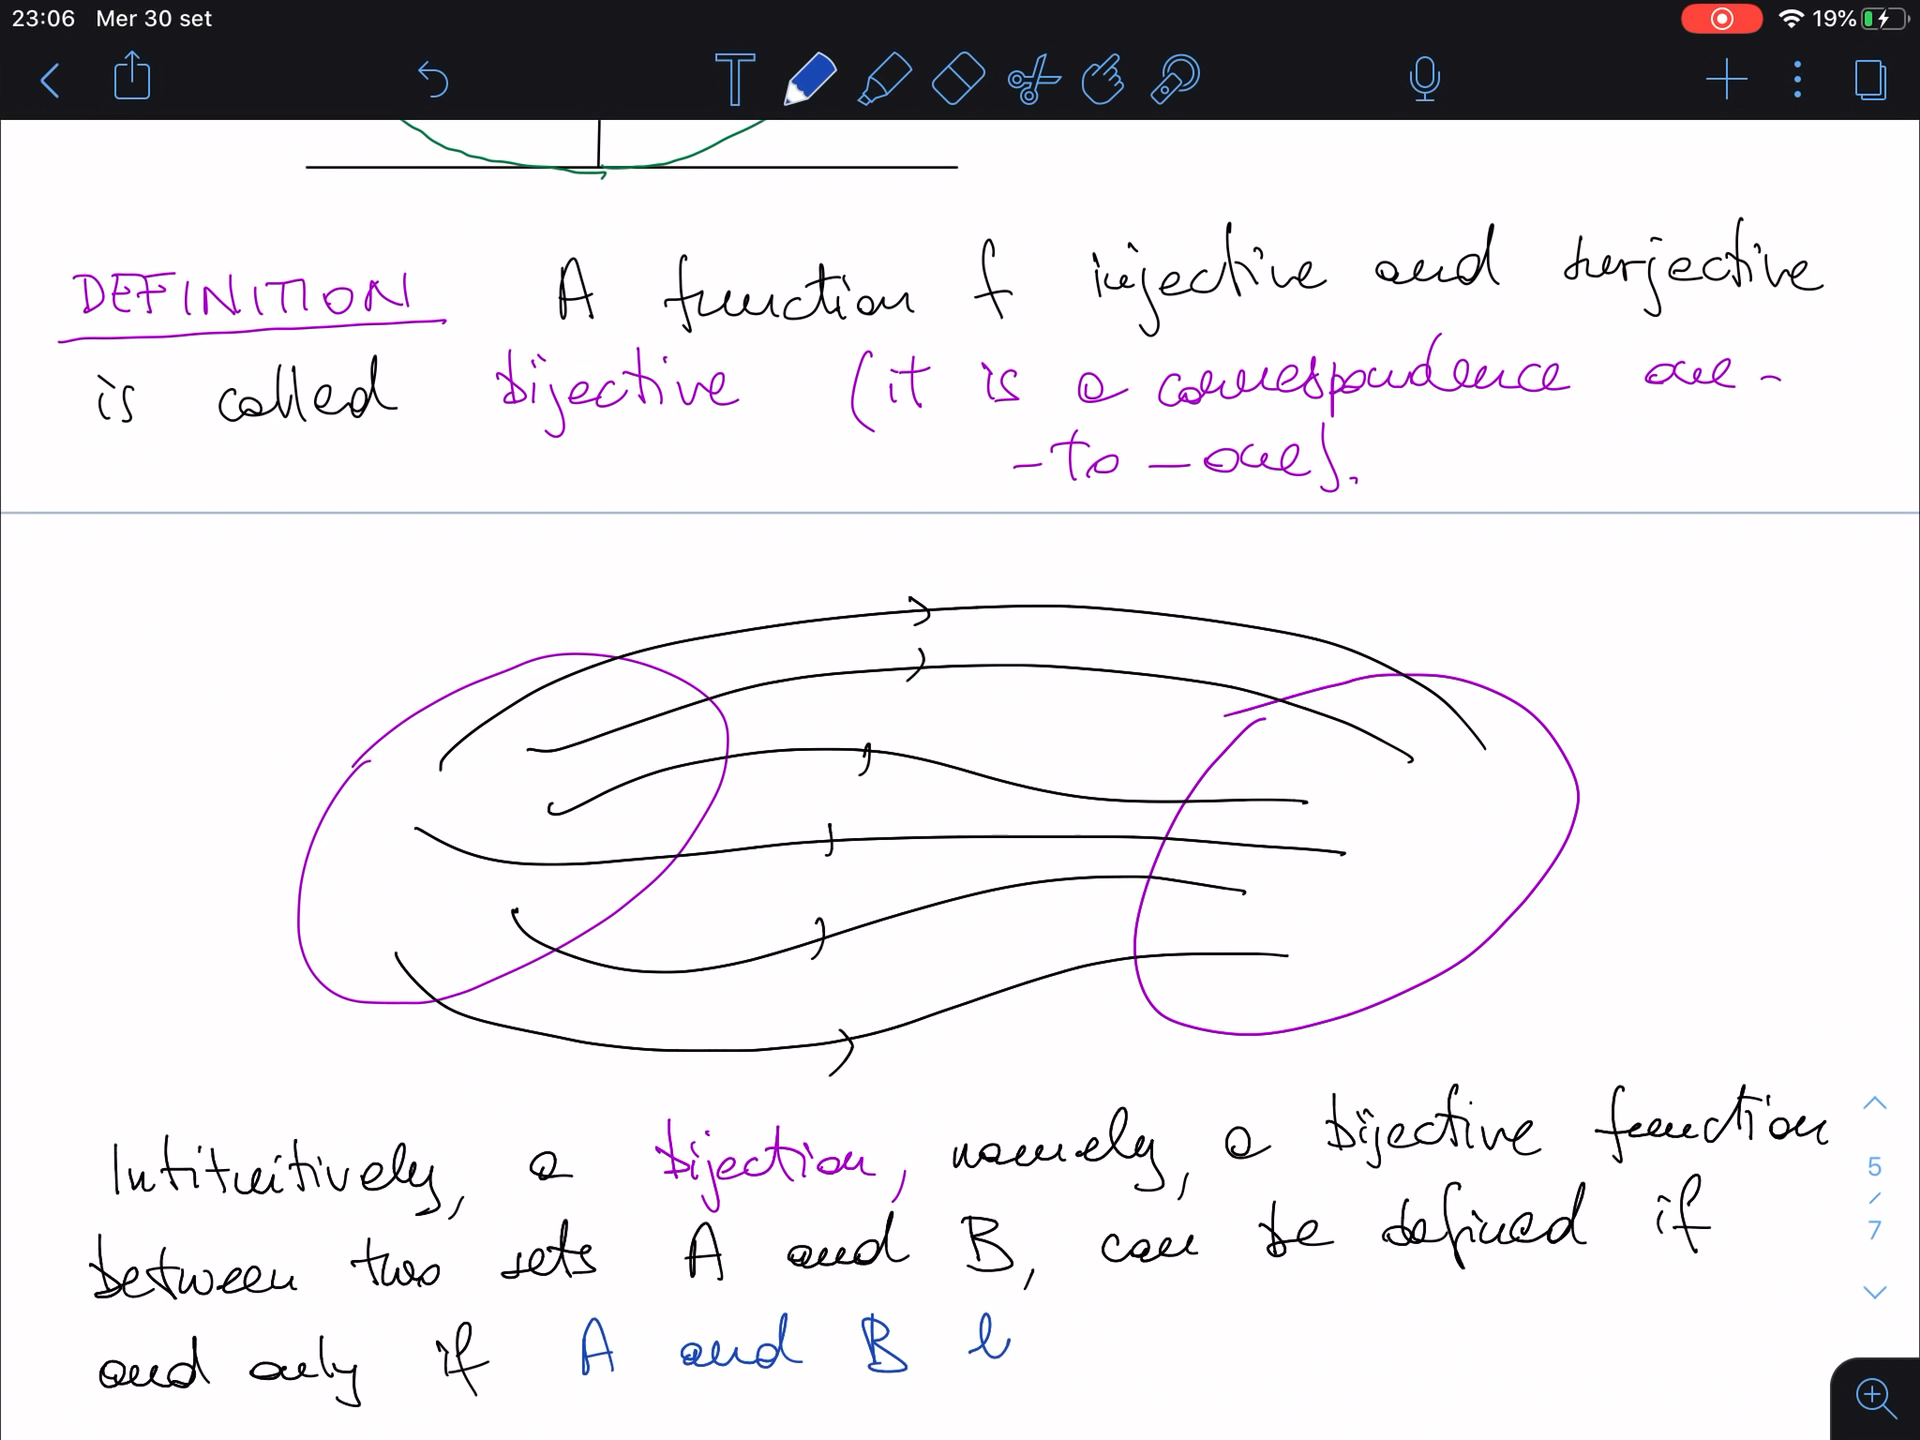 23:06 Mer 30 set 19%
DEFINITION A function f injective and surjective
is called bijective (it is a correspondence one-
-to-one).
Intituitively, a bijection, namely, a bijective function
between two sets A and B, can be defined if
and only if A and B
5
/
7